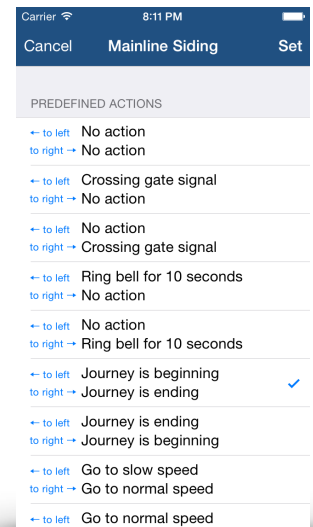 Carrier 8:11 PM
Cancel Mainline Siding Set
PREDEFINED ACTIONS
← to left No action
to right → No action
← to left Crossing gate signal
to right → No action
← to left No action
to right → Crossing gate signal
← to left Ring bell for 10 seconds
to right → No action
← to left No action
to right → Ring bell for 10 seconds
← to left Journey is beginning
to right → Journey is ending
← to left Journey is ending
to right → Journey is beginning
← to left Go to slow speed
to right → Go to normal speed
← to left Go to normal speed